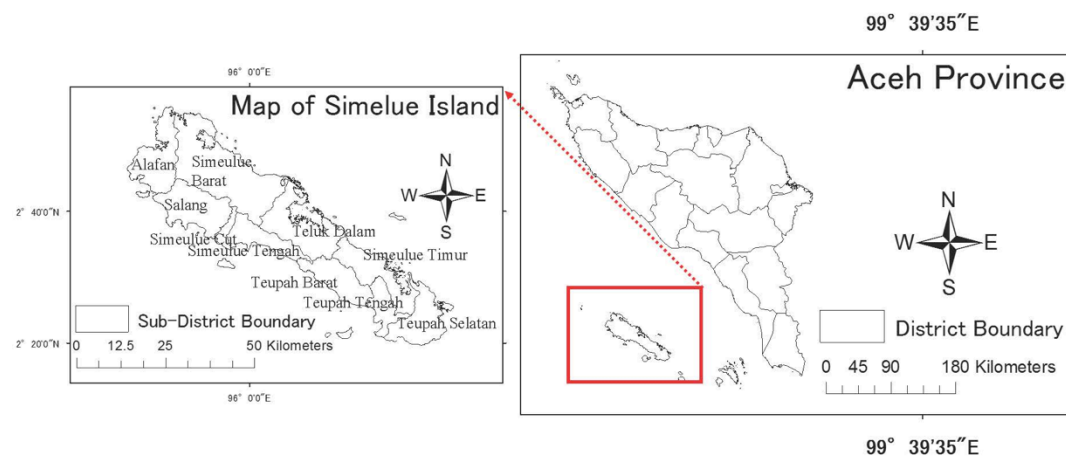 99° 39'35"E
96° 0'0"E
Map of Simelue Island
Aceh Province
Alafan
Simeulue
Barat
Salang
N
W E
S
2° 40'0"N
Teluk Dalam
Simeulue Cut
Simeulue Tengah
Simeulue Timur
Teupah Barat
Teupah Tengah
Teupah Selatan
Sub-District Boundary
0 12.5 25 50 Kilometers
2° 20'0"N
96° 0'0"E
N
W E
S
District Boundary
0 45 90 180 Kilometers
99° 39'35"E